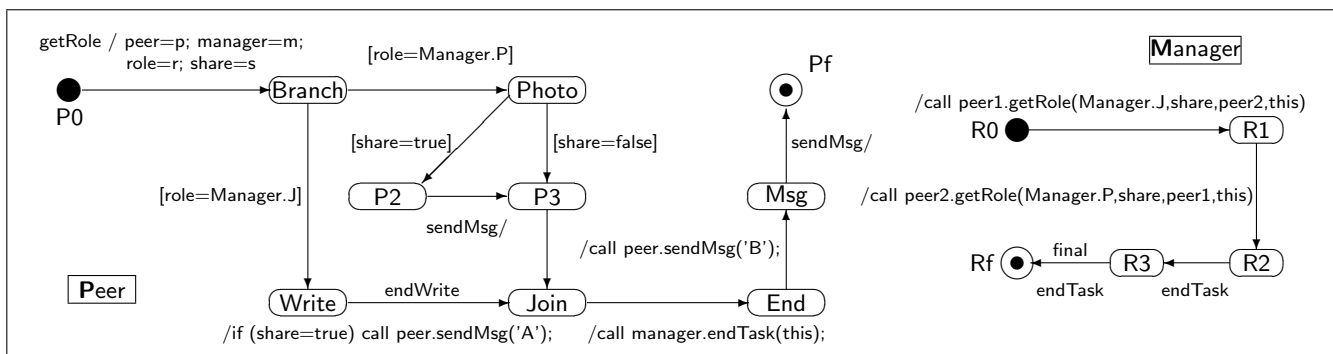 getRole / peer=p; manager=m;
role=r; share=s
[role=Manager.P]
Pf
Manager
Branch
Photo
P0
/call peer1.getRole(Manager.J,share,peer2,this)
R0
R1
[share=true]
[share=false]
sendMsg/
[role=Manager.J]
P2
P3
Msg
/call peer2.getRole(Manager.P,share,peer1,this)
sendMsg/
/call peer.sendMsg('B');
Rf
final
R3
R2
endTask
endTask
Peer
Write
endWrite
Join
End
/if (share=true) call peer.sendMsg('A');
/call manager.endTask(this);